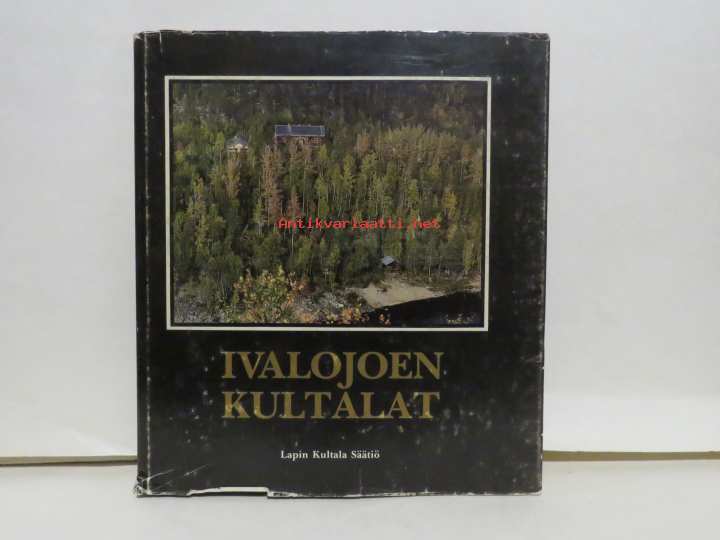 Antikvariaatti.net
IVALOJOEN
KULTALAT
Lapin Kultala Säätiö